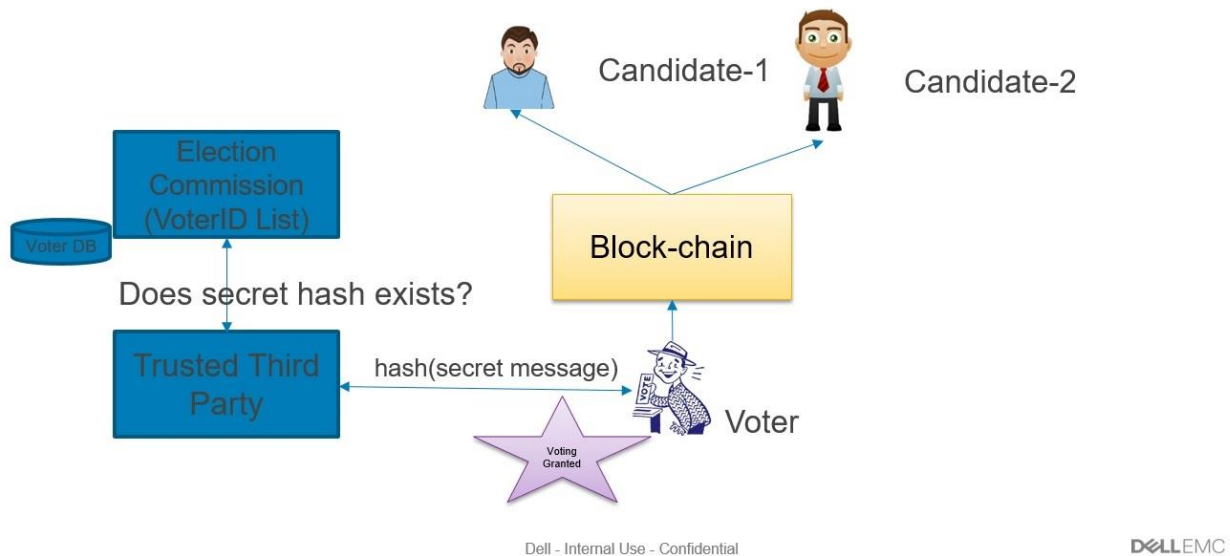 Candidate-1
Candidate-2
Election
Commission
(VoterID List)
Voter DB
Block-chain
Does secret hash exists?
Trusted Third
Party
hash(secret message)
VOTE
Voter
Voting
Granted
Dell - Internal Use - Confidential
DELLEMC